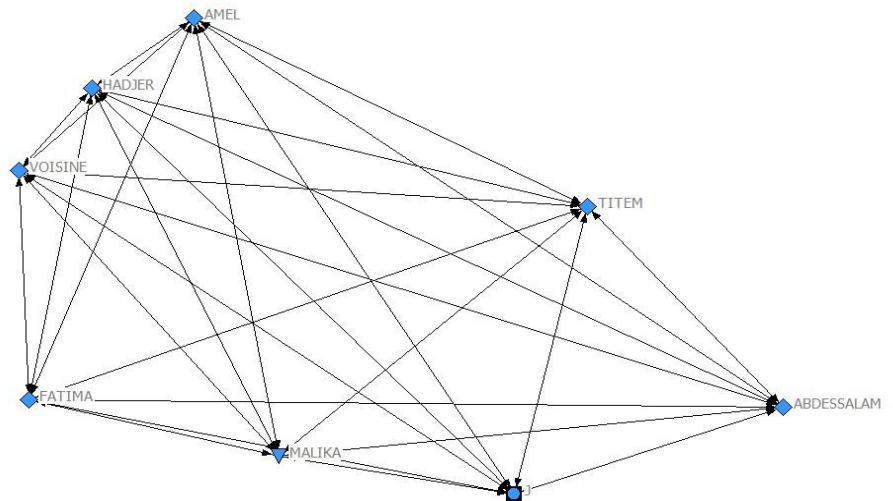 AMEL
HADJER
VOISINE
TITEM
FATIMA
ABDESSALAM
MALIKA
J